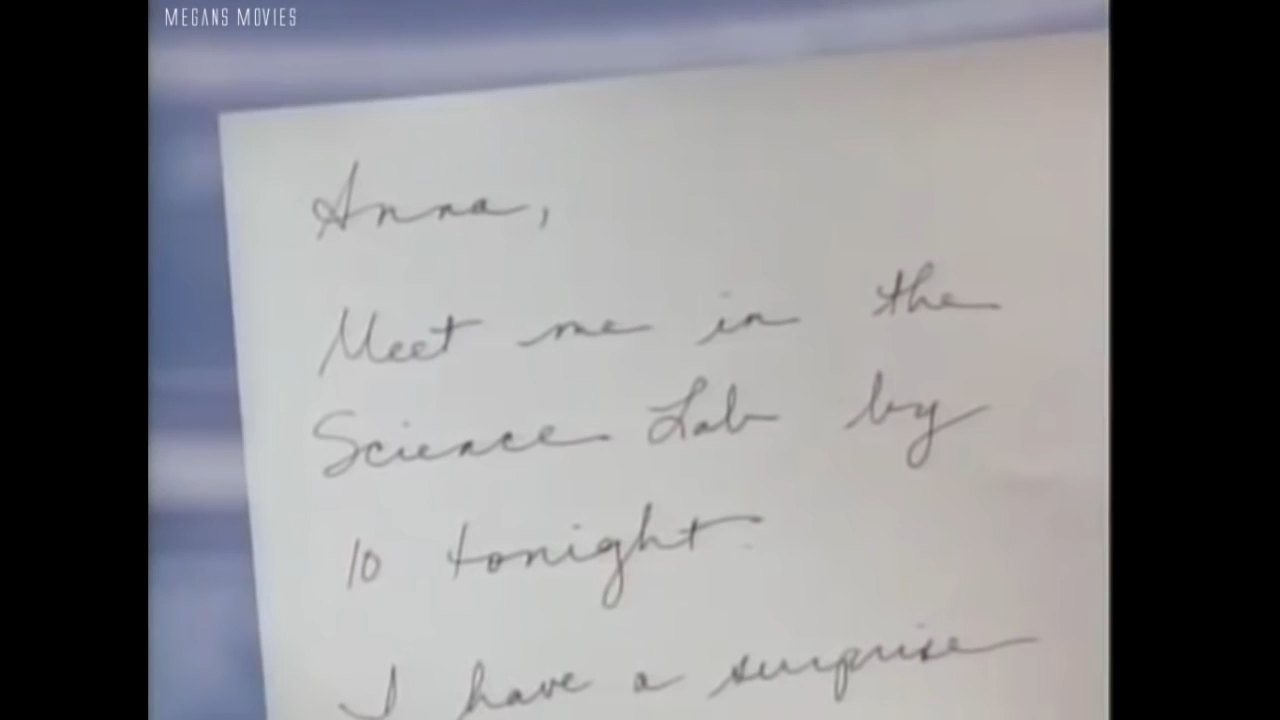 MEGANS MOVIES
Anna,
Meet me in the
Science Lab by
10 tonight.
I have a surprise